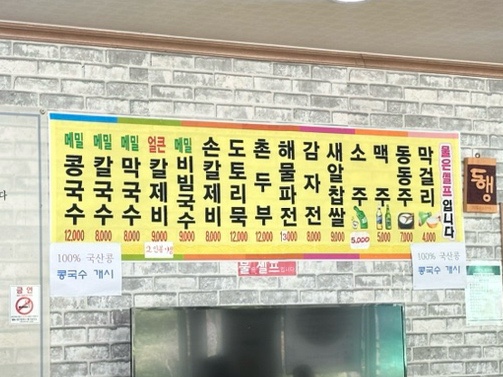 메밀 콩국수 12,000
메밀 칼국수 8,000
메밀 막국수 8,000
얼큰 칼제비 9,000
메밀 비빔국수 9,000
손칼제비 8,000
도토리묵 12,000
촌두부 12,000
해물파전 13,000
감자전 8,000
새알찹쌀 9,000
소주 5,000
맥주 5,000
동동주 7,000
막걸리 4,000
물은셀프입니다
동행
100% 국산콩
콩국수 개시
물은 셀프
100% 국산콩
콩국수 개시
금연